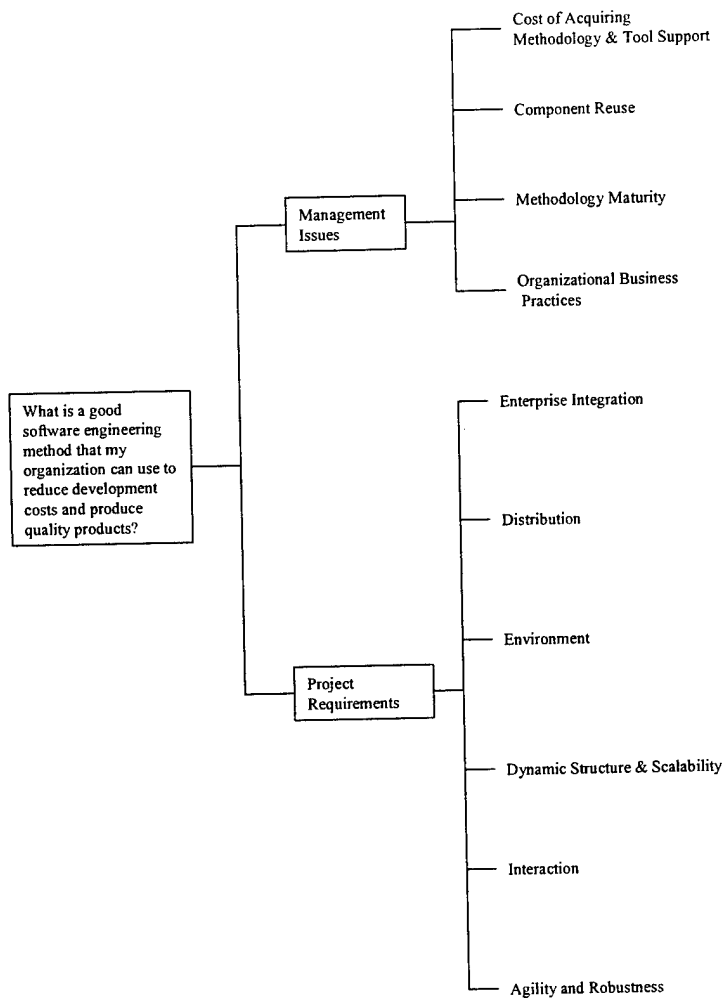 Cost of Acquiring
Methodology & Tool Support
Component Reuse
Management
Issues
Methodology Maturity
Organizational Business
Practices
What is a good
software engineering
method that my
organization can use to
reduce development
costs and produce
quality products?
Enterprise Integration
Distribution
Environment
Project
Requirements
Dynamic Structure & Scalability
Interaction
Agility and Robustness